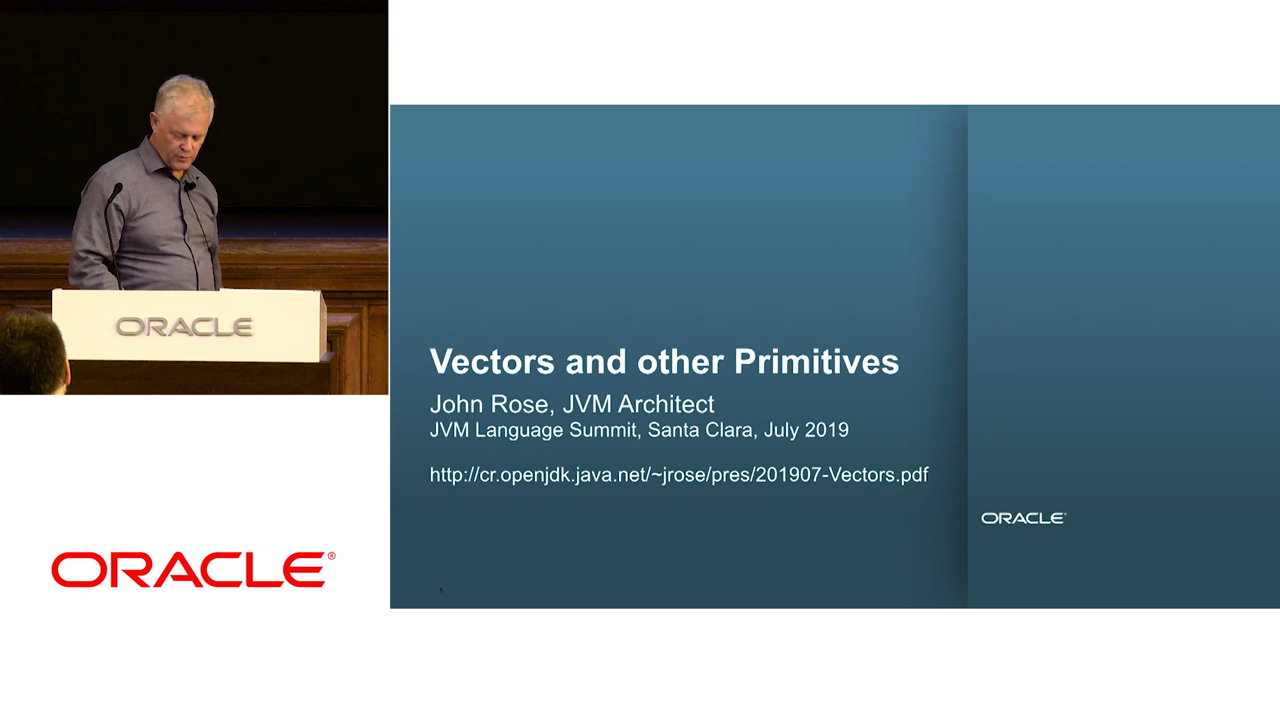 ORACLE
Vectors and other Primitives
John Rose, JVM Architect
JVM Language Summit, Santa Clara, July 2019
http://cr.openjdk.java.net/~jrose/pres/201907-Vectors.pdf
ORACLE®
ORACLE®
1